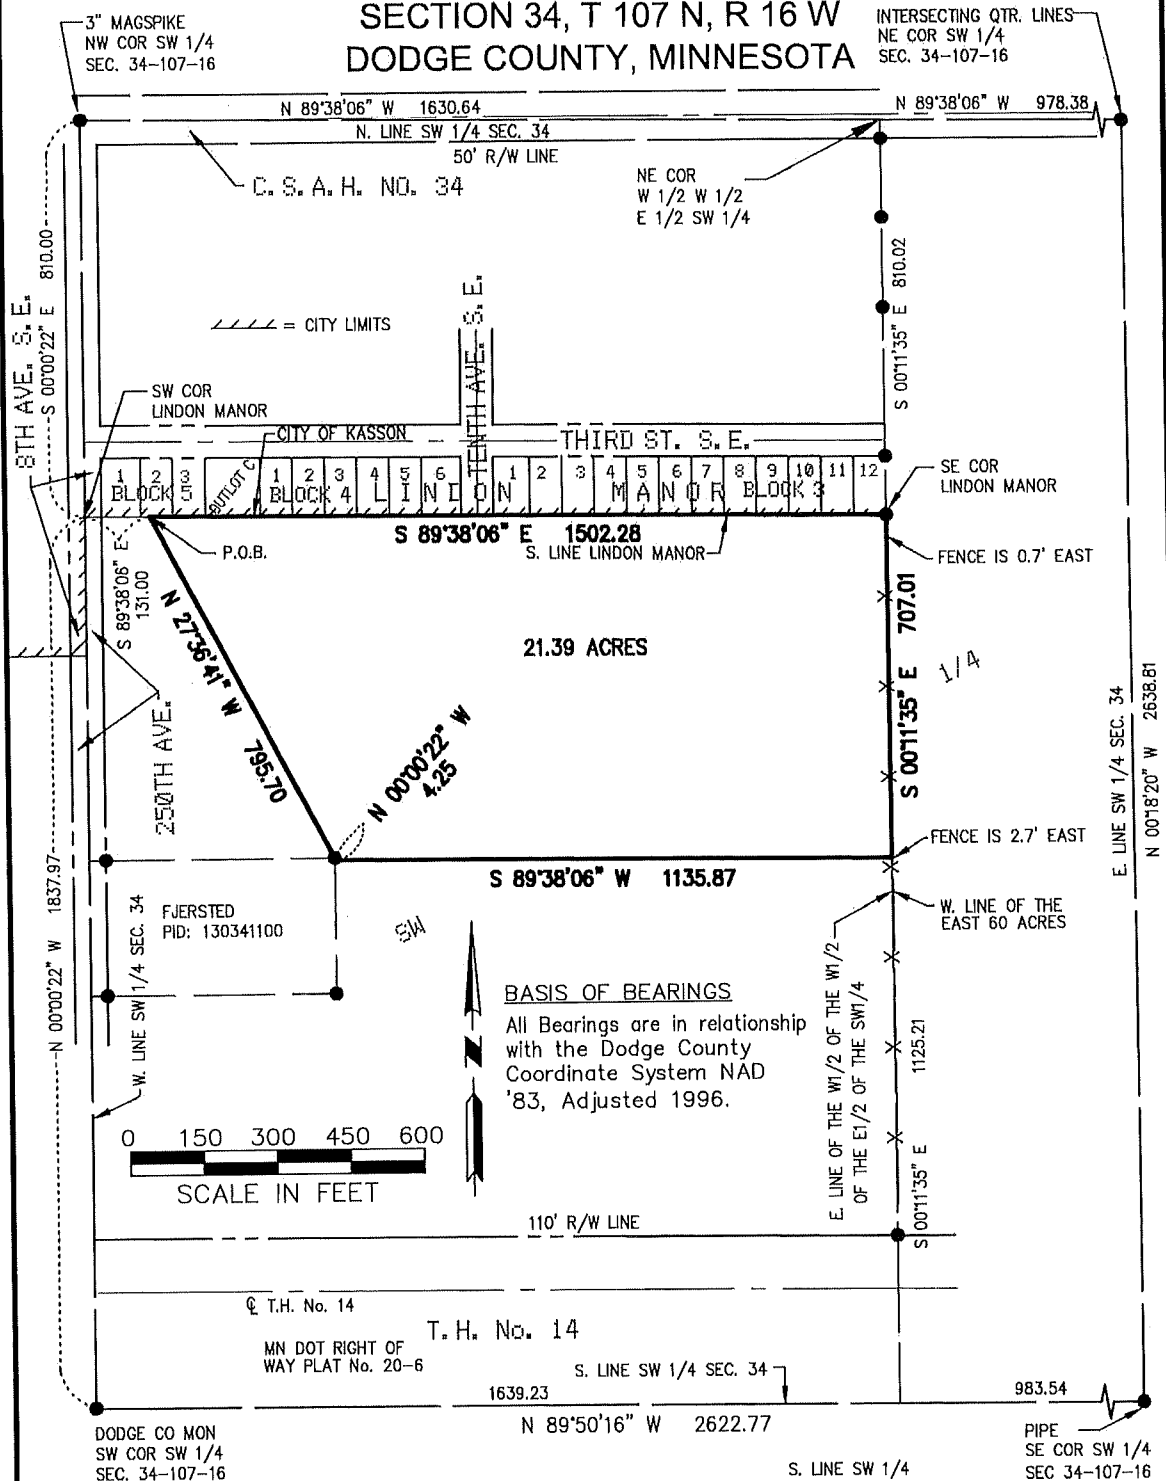 SECTION 34, T 107 N, R 16 W
DODGE COUNTY, MINNESOTA
3" MAGSPIKE
NW COR SW 1/4
SEC. 34-107-16
INTERSECTING QTR. LINES
NE COR SW 1/4
SEC. 34-107-16
N 89°38'06" W 1630.64
N 89°38'06" W 978.38
N. LINE SW 1/4 SEC. 34
50' R/W LINE
C.S.A.H. NO. 34
NE COR
W 1/2 W 1/2
E 1/2 SW 1/4
8TH AVE. S.E.
S 00°00'22" E 810.00
S 00°11'35" E 810.02
= CITY LIMITS
TENTH AVE. S.E.
SW COR
LINDON MANOR
CITY OF KASSON
THIRD ST. S.E.
1 2 3
BLOCK 5
OUTLOT C
1 2 3 4 5 6
BLOCK 4
1 2 3 4 5 6 7 8 9 10 11 12
LINDON MANOR
BLOCK 3
SE COR
LINDON MANOR
S 89°38'06" E 1502.28
S. LINE LINDON MANOR
P.O.B.
S 89°38'06" E
131.00
FENCE IS 0.7' EAST
N 27°36'41" W 795.70
21.39 ACRES
S 00°11'35" E 707.01
1/4
250TH AVE.
N 00°00'22" W
4.25
E. LINE SW 1/4 SEC. 34
N 00°18'20" W 2638.81
FENCE IS 2.7' EAST
S 89°38'06" W 1135.87
N 00°00'22" W 1837.97
W. LINE SW 1/4 SEC. 34
FJERSTED
PID: 130341100
SW
W. LINE OF THE
EAST 60 ACRES
BASIS OF BEARINGS
All Bearings are in relationship
with the Dodge County
Coordinate System NAD
'83, Adjusted 1996.
N
E. LINE OF THE W1/2 OF THE W1/2
OF THE E1/2 OF THE SW1/4
S 00°11'35" E 1125.21
0 150 300 450 600
SCALE IN FEET
110' R/W LINE
℄ T.H. No. 14
T.H. No. 14
MN DOT RIGHT OF
WAY PLAT No. 20-6
S. LINE SW 1/4 SEC. 34
1639.23
983.54
N 89°50'16" W 2622.77
DODGE CO MON
SW COR SW 1/4
SEC. 34-107-16
PIPE
SE COR SW 1/4
SEC 34-107-16
S. LINE SW 1/4